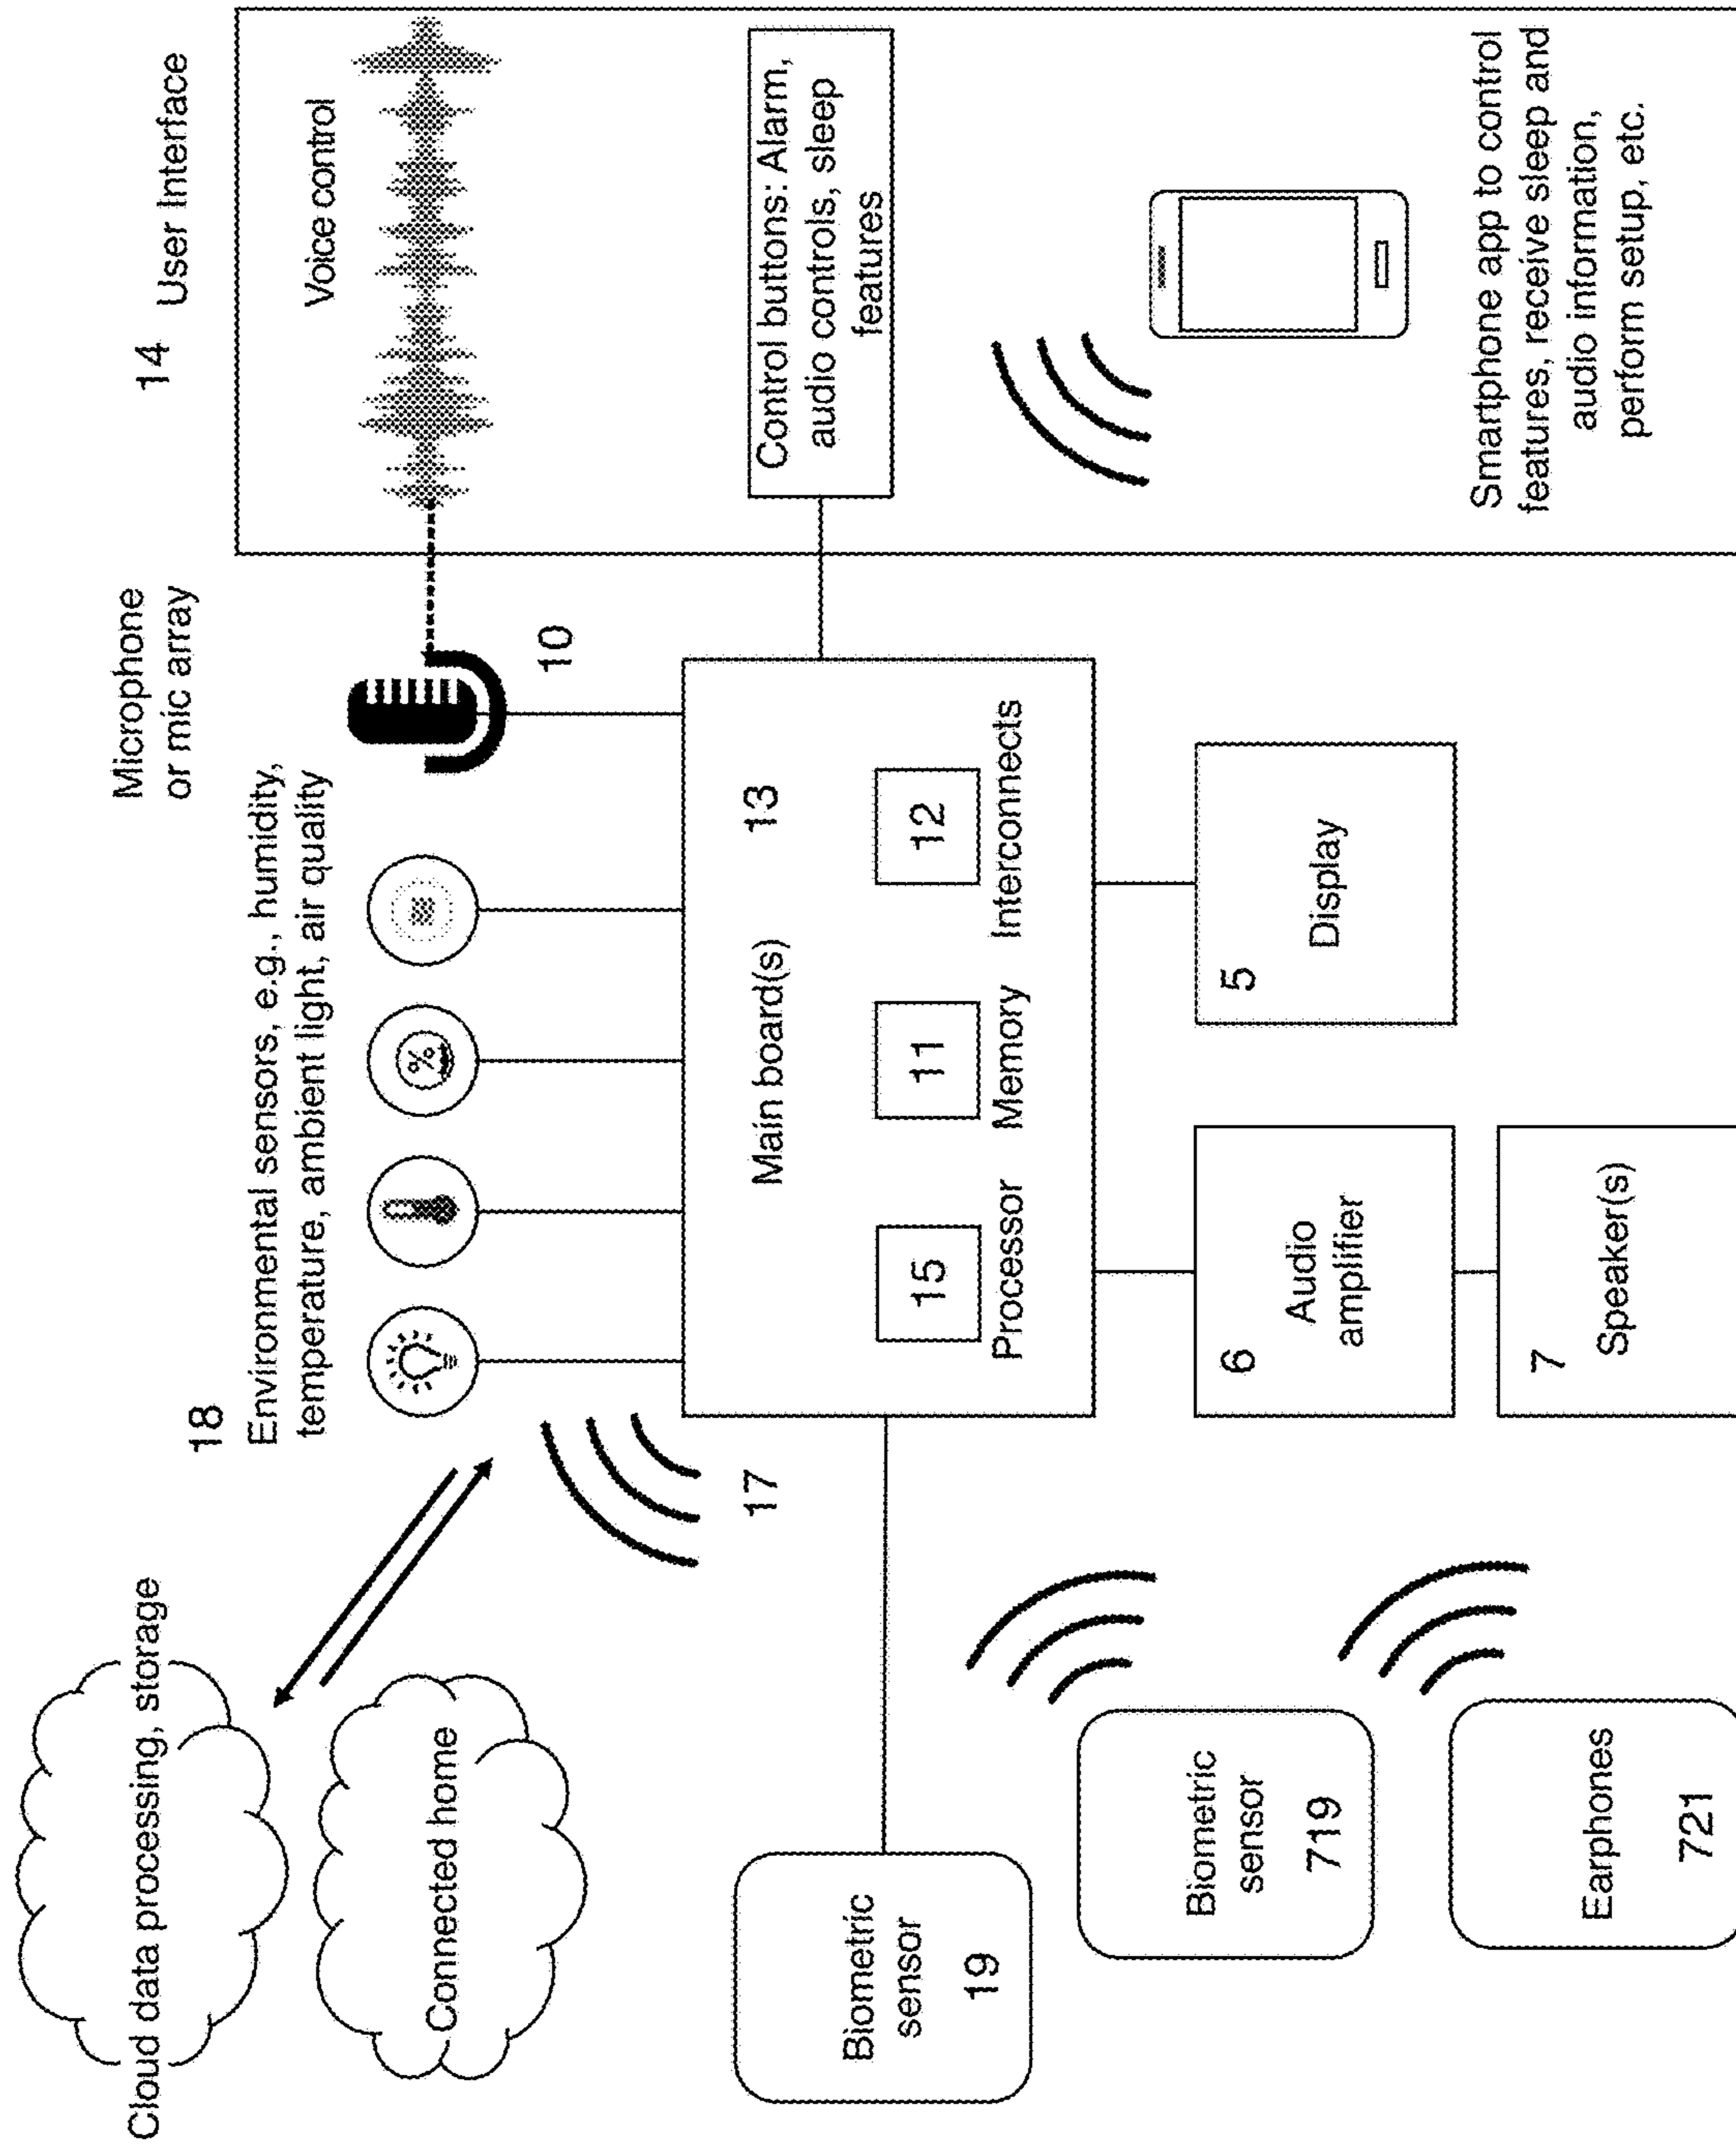 Cloud data processing, storage
Connected home
18
Environmental sensors, e.g., humidity,
temperature, ambient light, air quality
%
Microphone
or mic array
10
14 User Interface
Voice control
Control buttons: Alarm,
audio controls, sleep
features
Smartphone app to control
features, receive sleep and
audio information,
perform setup, etc.
17
Main board(s)
13
15
Processor
11
Memory
12
Interconnects
Biometric
sensor
19
Biometric
sensor
719
Earphones
721
6
Audio
amplifier
7
Speaker(s)
5
Display